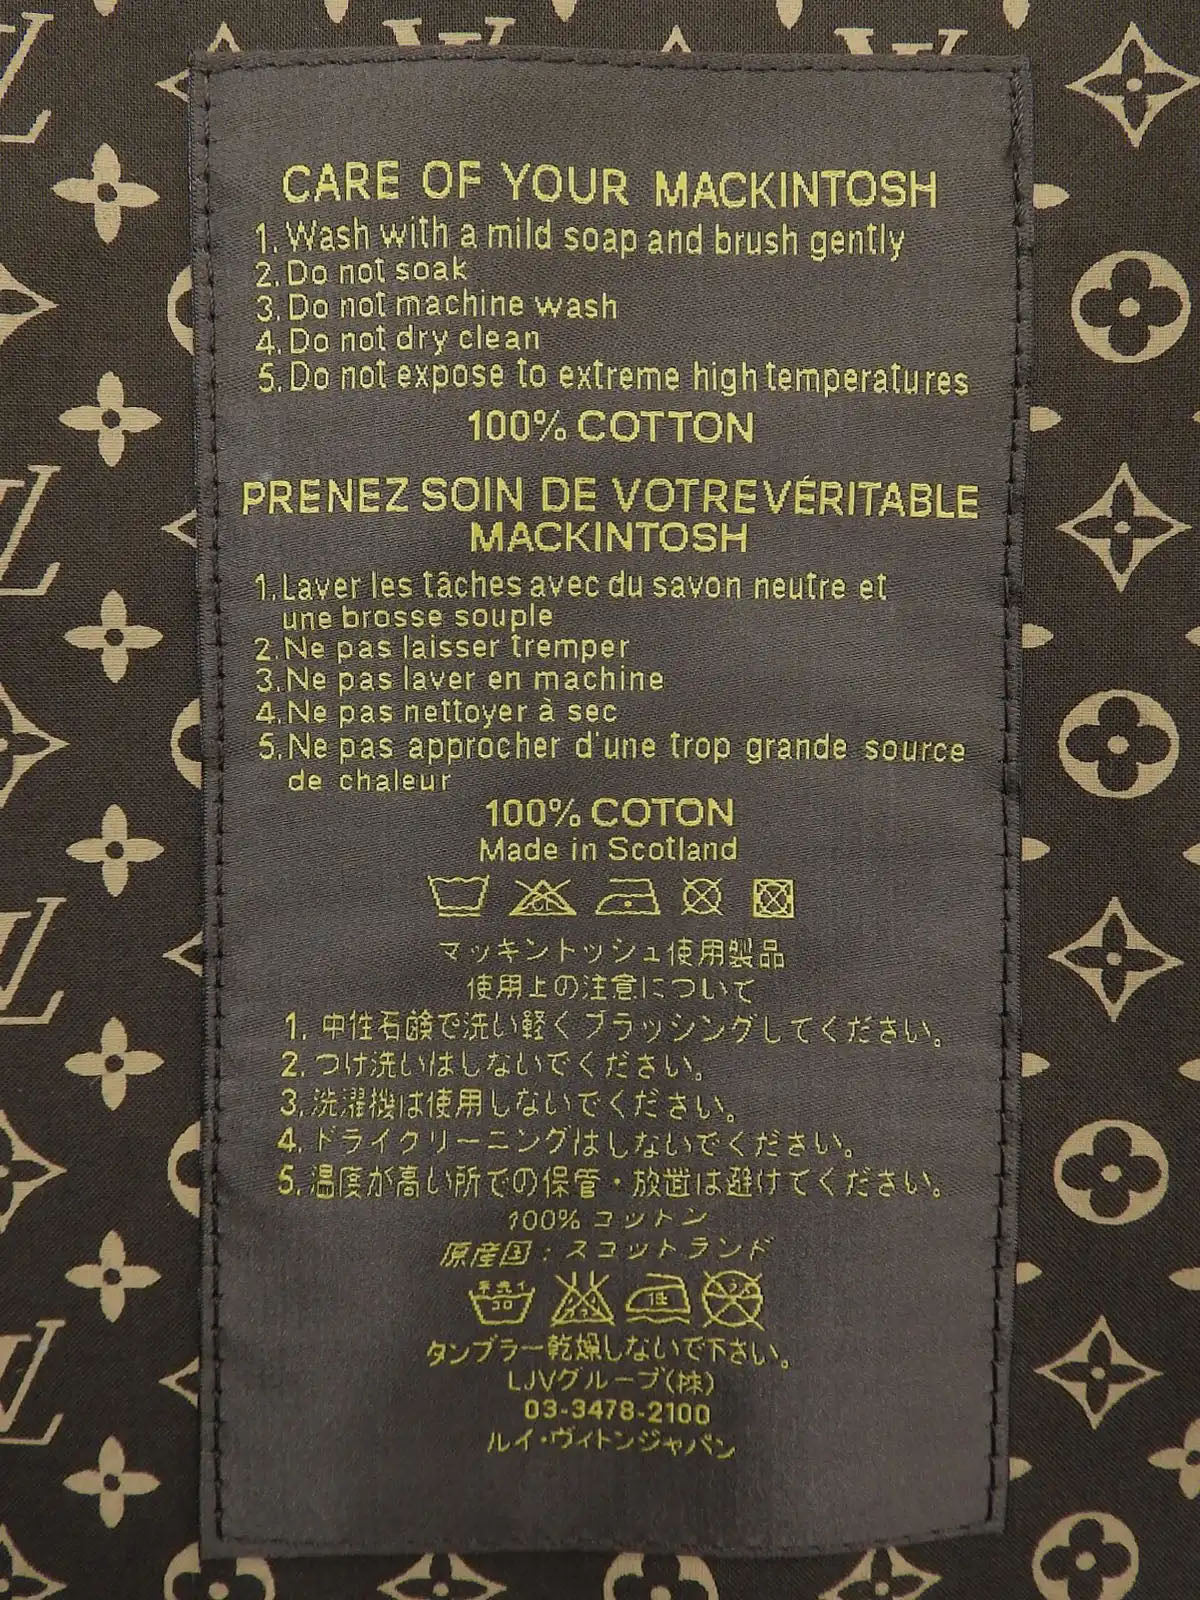 CARE OF YOUR MACKINTOSH
1. Wash with a mild soap and brush gently
2. Do not soak
3. Do not machine wash
4. Do not dry clean
5. Do not expose to extreme high temperatures
100% COTTON
PRENEZ SOIN DE VOTRE VÉRITABLE
MACKINTOSH
1. Laver les tâches avec du savon neutre et
une brosse souple
2. Ne pas laisser tremper
3. Ne pas laver en machine
4. Ne pas nettoyer à sec
5. Ne pas approcher d'une trop grande source
de chaleur
100% COTON
Made in Scotland
CL
マッキントッシュ使用製品
使用上の注意について
1. 中性石鹸で洗い軽くブラッシングしてください。
2. つけ洗いはしないでください。
3. 洗濯機は使用しないでください。
4. ドライクリーニングはしないでください。
5. 温度が高い所での保管・放置は避けてください。
100% コットン
原産国：スコットランド
低
タンブラー乾燥しないで下さい。
LJVグループ(株)
03-3478-2100
ルイ・ヴィトンジャパン